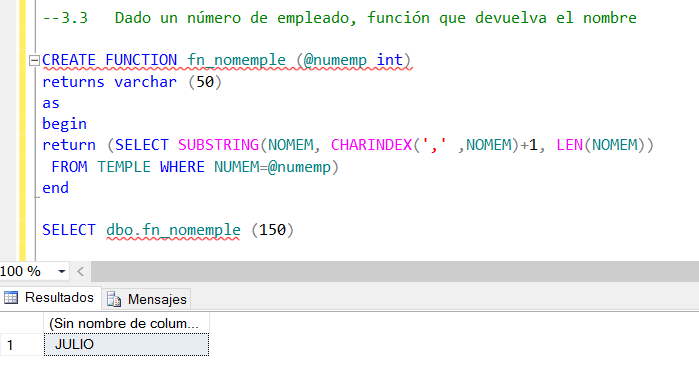 --3.3   Dado un número de empleado, función que devuelva el nombre
CREATE FUNCTION fn_nomemple (@numemp int)
returns varchar (50)
as
begin
return (SELECT SUBSTRING(NOMEM, CHARINDEX(',' ,NOMEM)+1, LEN(NOMEM))
FROM TEMPLE WHERE NUMEM=@numemp)
end
SELECT dbo.fn_nomemple (150)
100 %
Resultados Mensajes
(Sin nombre de colum...
1 JULIO